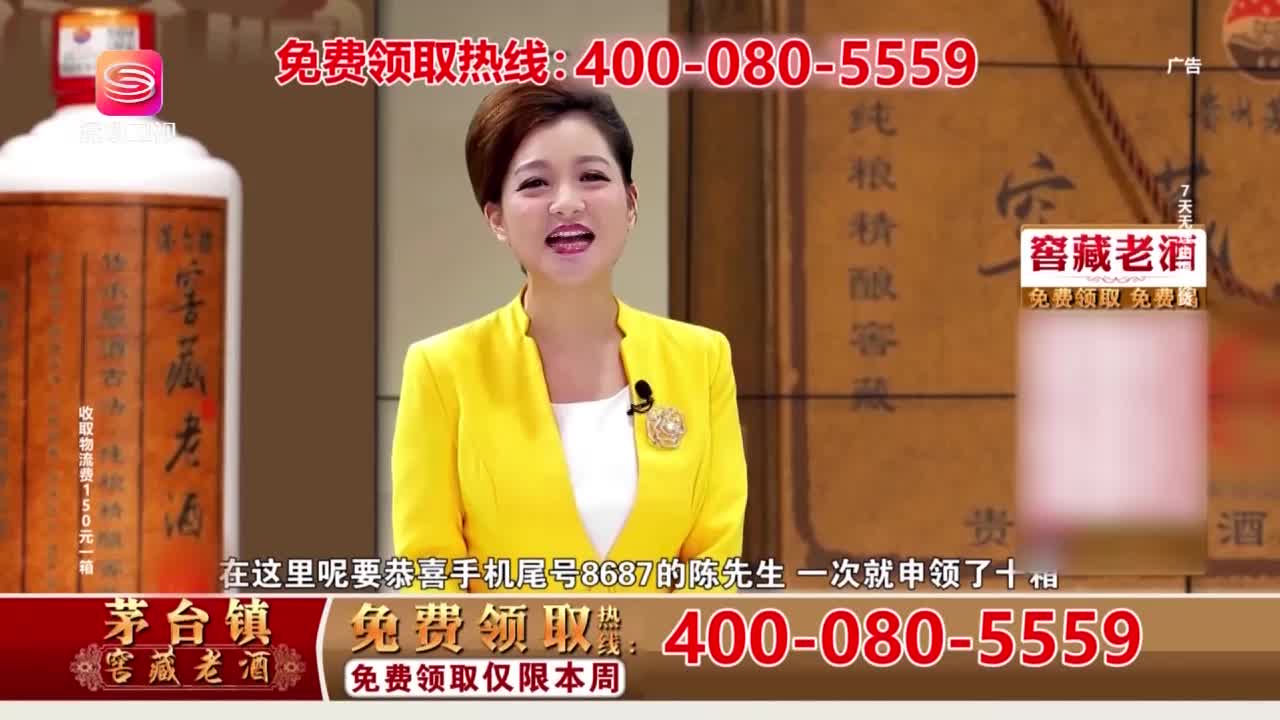 免费领取热线:400-080-5559
广告
纯粮精酿窖藏
窖藏老酒
窖藏老酒
免费领取 免费喝
收取物流费150元一箱
贵
酒
在这里呢要恭喜手机尾号8687的陈先生 一次就申领了十箱
茅台镇
窖藏老酒
免费领取热线:
400-080-5559
免费领取仅限本周